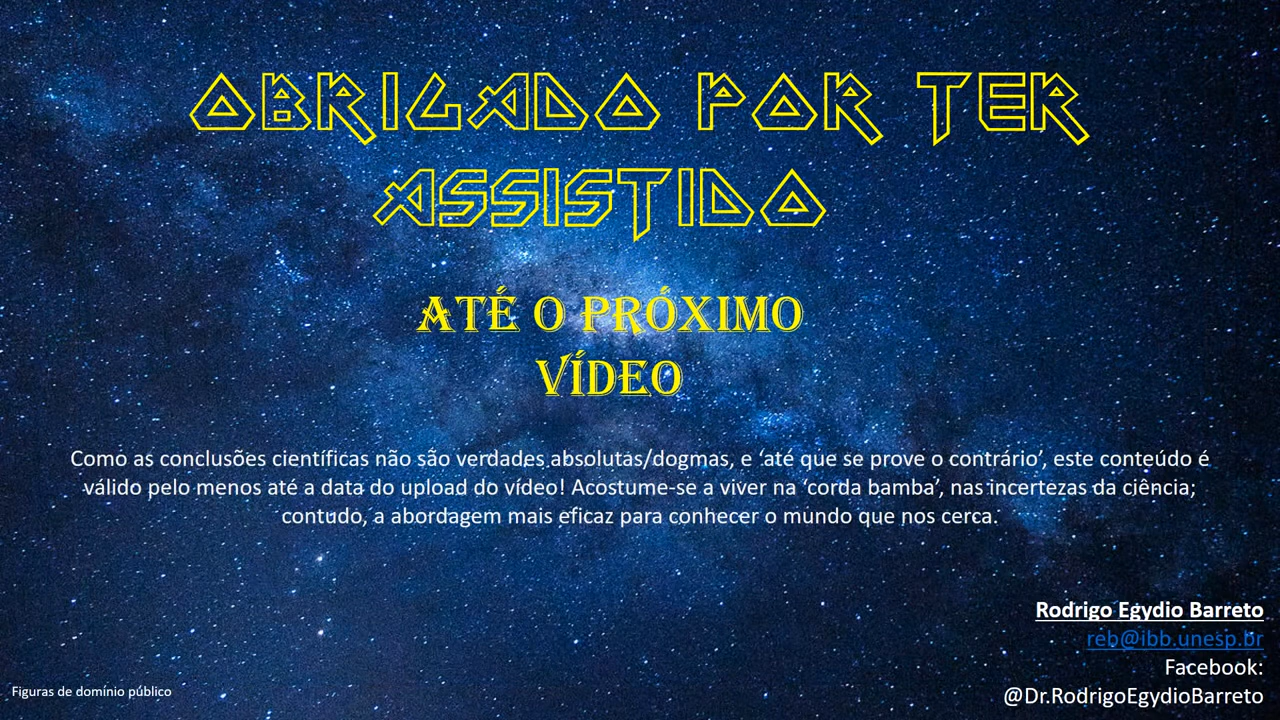 OBRIGADO POR TER
ASSISTIDO
ATÉ O PRÓXIMO
VÍDEO
Como as conclusões científicas não são verdades absolutas/dogmas, e ‘até que se prove o contrário’, este conteúdo é
válido pelo menos até a data do upload do vídeo! Acostume-se a viver na ‘corda bamba’, nas incertezas da ciência;
contudo, a abordagem mais eficaz para conhecer o mundo que nos cerca.
Rodrigo Egydio Barreto
reb@ibb.unesp.br
Facebook:
@Dr.RodrigoEgydioBarreto
Figuras de domínio público